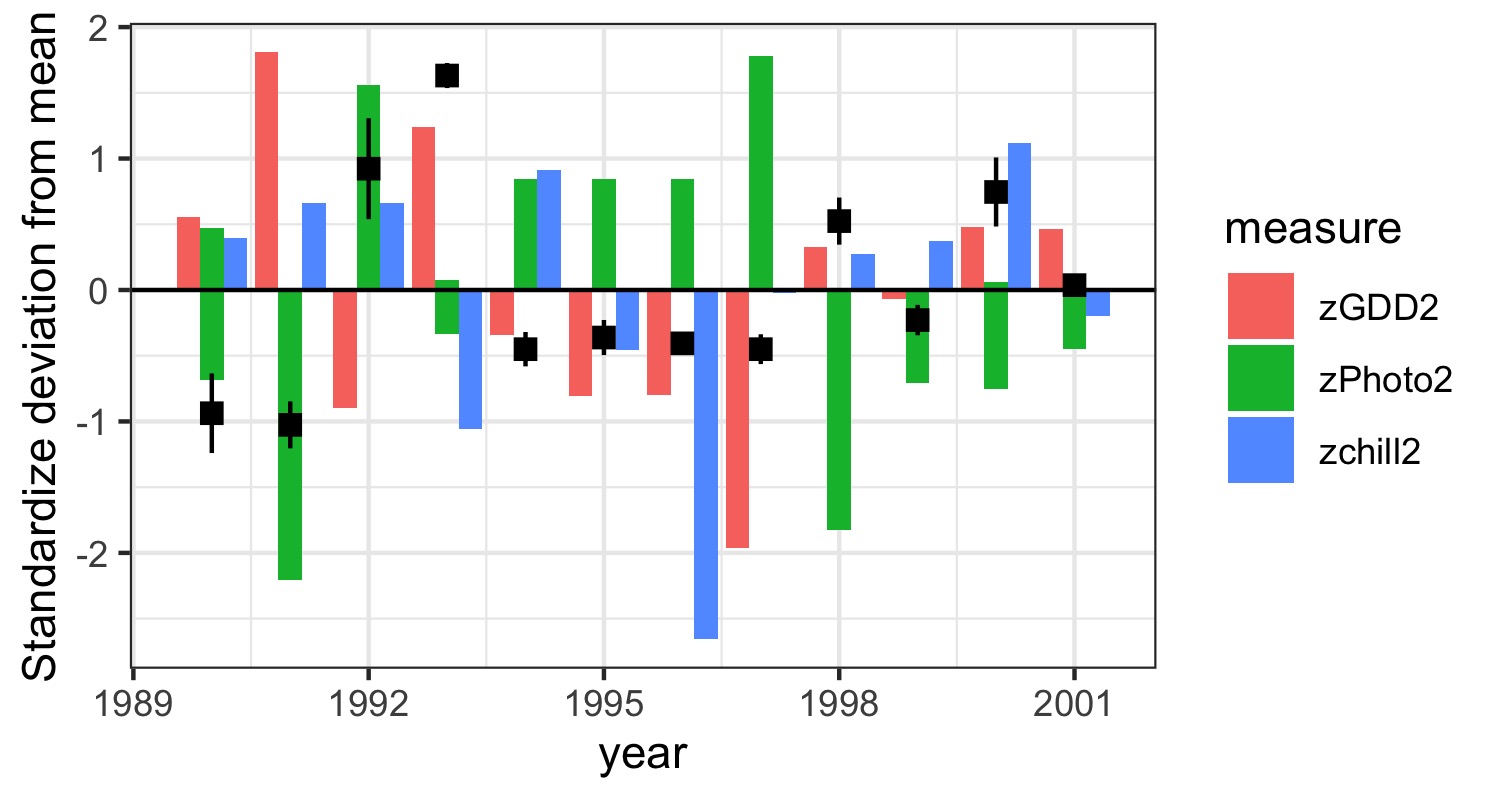 Standardize deviation from mean
2
1
0
-1
-2
1989 1992 1995 1998 2001
year
measure
zGDD2
zPhoto2
zchill2